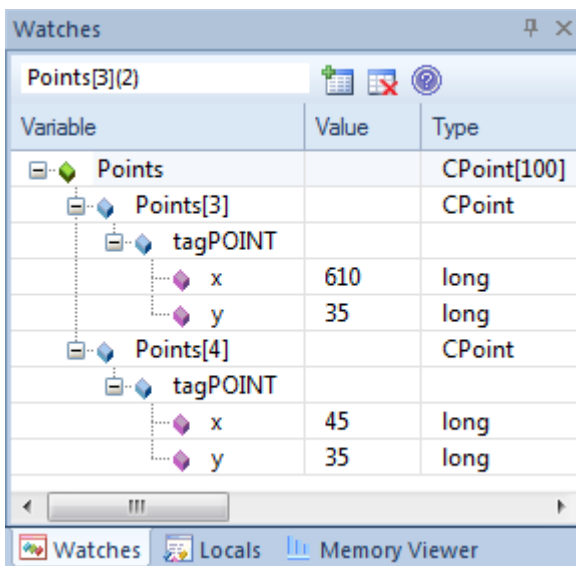 Watches
Points[3](2)
Variable Value Type
Points CPoint[100]
Points[3] CPoint
tagPOINT
x 610 long
y 35 long
Points[4] CPoint
tagPOINT
x 45 long
y 35 long
Watches Locals Memory Viewer